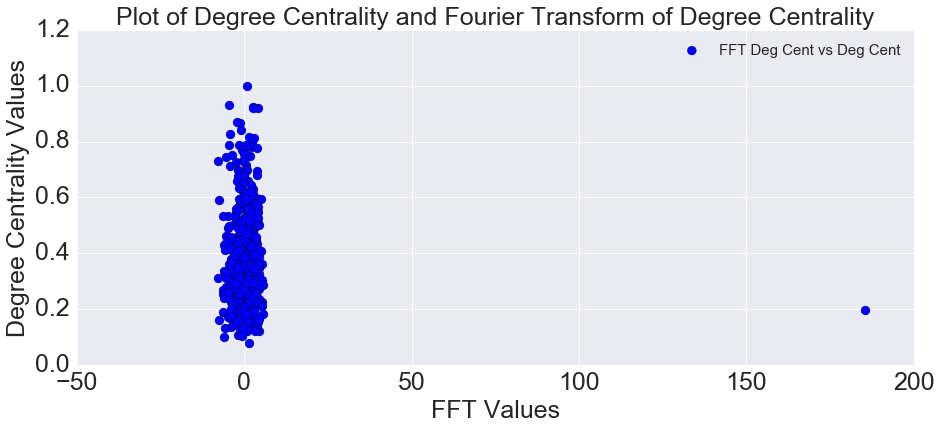 Plot of Degree Centrality and Fourier Transform of Degree Centrality
FFT Deg Cent vs Deg Cent
Degree Centrality Values
1.2
1.0
0.8
0.6
0.4
0.2
0.0
−50 0 50 100 150 200
FFT Values